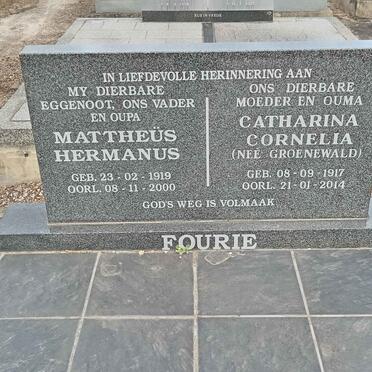 RUS IN VREDE
IN LIEFDEVOLLE HERINNERING AAN
MY DIERBARE
EGGENOOT, ONS VADER
EN OUPA
MATTHEÜS
HERMANUS
GEB. 23-02-1919
OORL. 08-11-2000
ONS DIERBARE
MOEDER EN OUMA
CATHARINA
CORNELIA
(NEÉ GROENEWALD)
GEB. 08-09-1917
OORL. 21-01-2014
GOD'S WEG IS VOLMAAK
FOURIE